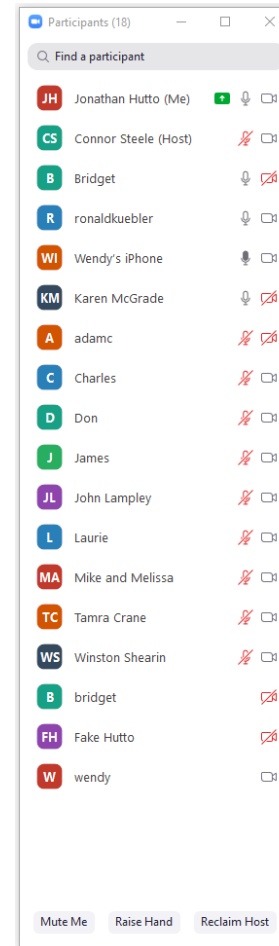 Participants (18)
Find a participant
JH Jonathan Hutto (Me)
CS Connor Steele (Host)
B Bridget
R ronaldkuebler
WI Wendy's iPhone
KM Karen McGrade
A adamc
C Charles
D Don
J James
JL John Lampley
L Laurie
MA Mike and Melissa
TC Tamra Crane
WS Winston Shearin
B bridget
FH Fake Hutto
W wendy
Mute Me Raise Hand Reclaim Host